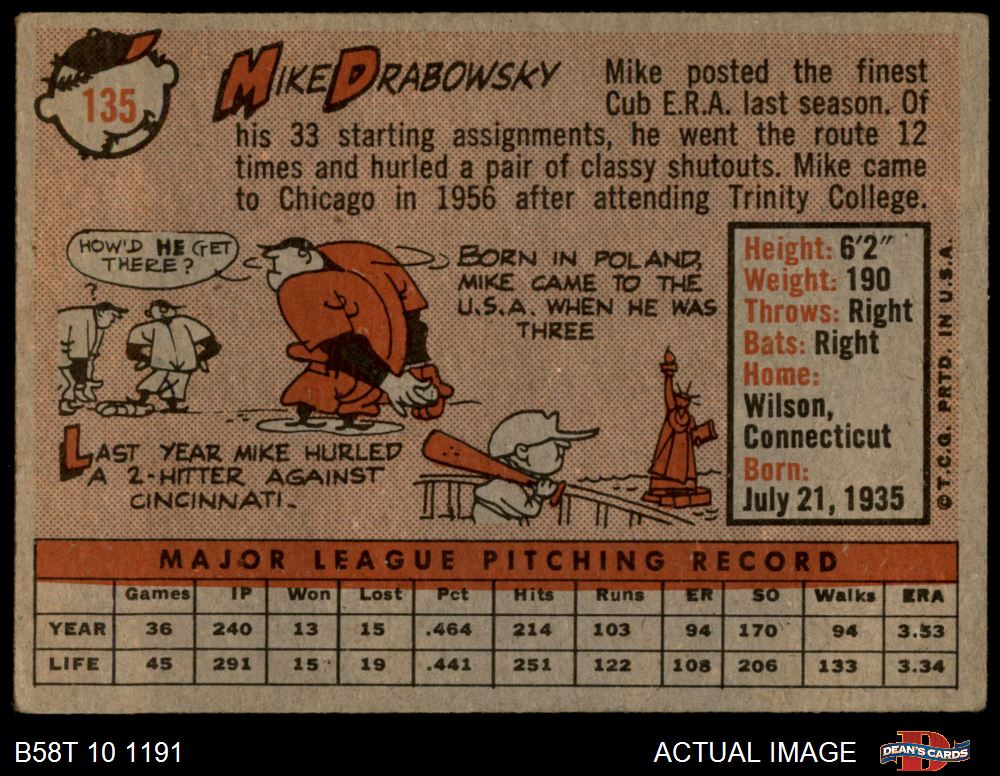 135
MIKE DRABOWSKY
Mike posted the finest
Cub E.R.A. last season. Of
his 33 starting assignments, he went the route 12
times and hurled a pair of classy shutouts. Mike came
to Chicago in 1956 after attending Trinity College.
HOW'D HE GET
THERE?
?
BORN IN POLAND,
MIKE CAME TO THE
U.S.A. WHEN HE WAS
THREE
LAST YEAR MIKE HURLED
A 2-HITTER AGAINST
CINCINNATI.
Height: 6'2"
Weight: 190
Throws: Right
Bats: Right
Home:
Wilson,
Connecticut
Born:
July 21, 1935
© T.C.G. PRTD. IN U.S.A.
MAJOR LEAGUE PITCHING RECORD
Games IP Won Lost Pct Hits Runs ER SO Walks ERA
YEAR 36 240 13 15 .464 214 103 94 170 94 3.53
LIFE 45 291 15 19 .441 251 122 108 206 133 3.34
B58T 10 1191
ACTUAL IMAGE
D
DEAN'S CARDS